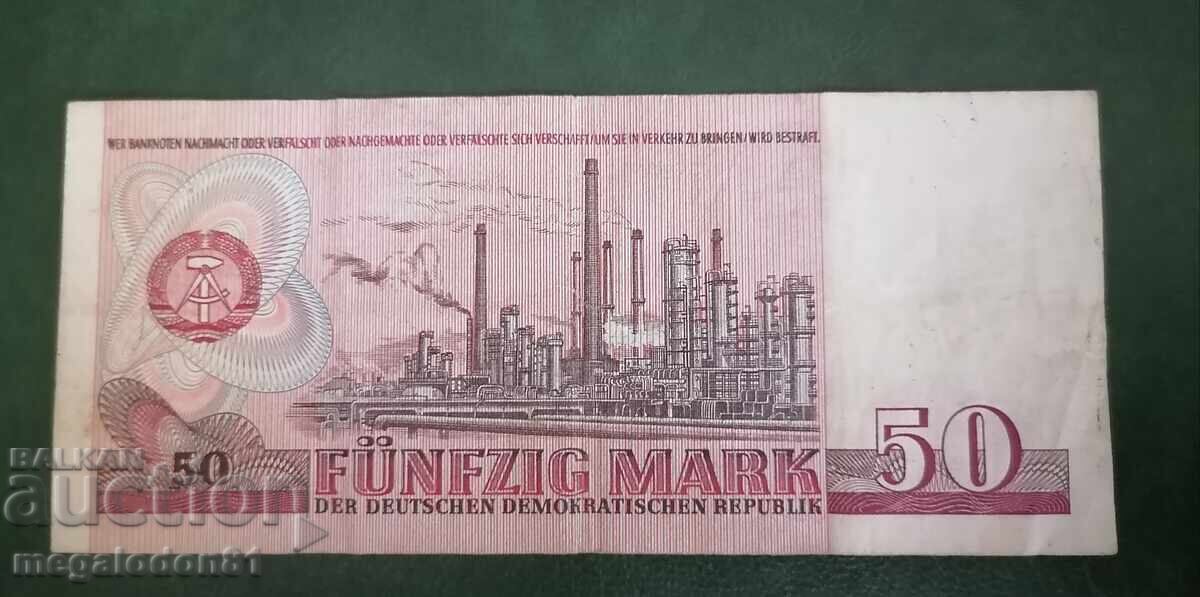 WER BANKNOTEN NACHMACHT ODER VERFÄLSCHT ODER NACHGEMACHTE ODER VERFÄLSCHTE SICH VERSCHAFFT/UM SIE IN VERKEHR ZU BRINGEN/WIRD BESTRAFT.
50
FÜNFZIG MARK
50
DER DEUTSCHEN DEMOKRATISCHEN REPUBLIK
BALKAN
auction
megalodon81